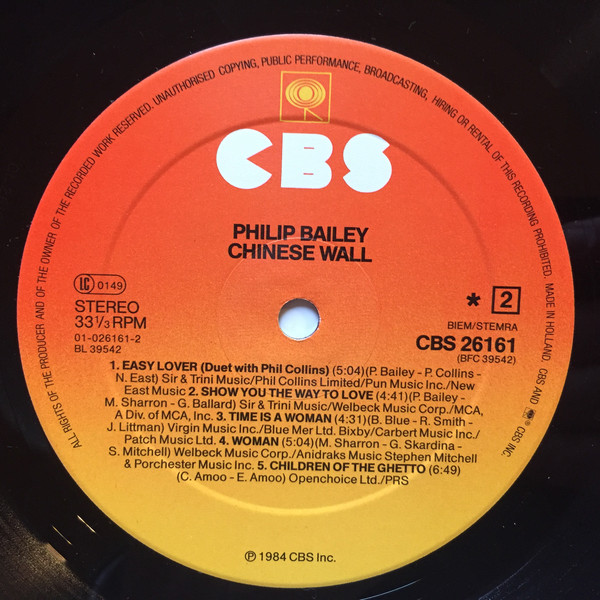 ALL RIGHTS OF THE PRODUCER AND OF THE OWNER OF THE RECORDED WORK RESERVED. UNAUTHORISED COPYING, PUBLIC PERFORMANCE, BROADCASTING, HIRING OR RENTAL OF THIS RECORDING PROHIBITED. MADE IN HOLLAND. CBS AND ® CBS INC.
CBS
PHILIP BAILEY
CHINESE WALL
LC 0149
STEREO
33 1/3 RPM
01-026161-2
BL 39542
* 2
BIEM/STEMRA
CBS 26161
(BFC 39542)
1. EASY LOVER (Duet with Phil Collins) (5:04)(P. Bailey - P. Collins -
N. East) Sir & Trini Music/Phil Collins Limited/Pun Music Inc./New
East Music 2. SHOW YOU THE WAY TO LOVE (4:41)(P. Bailey -
M. Sharron - G. Ballard) Sir & Trini Music/Welbeck Music Corp./MCA,
A Div. of MCA, Inc. 3. TIME IS A WOMAN (4:31)(B. Blue - R. Smith -
J. Littman) Virgin Music Inc./Blue Mer Ltd. Bixby/Carbert Music Inc./
Patch Music Ltd. 4. WOMAN (5:04)(M. Sharron - G. Skardina -
S. Mitchell) Welbeck Music Corp./Anidraks Music Stephen Mitchell
& Porchester Music Inc. 5. CHILDREN OF THE GHETTO (6:49)
(C. Amoo - E. Amoo) Openchoice Ltd./PRS
℗ 1984 CBS Inc.